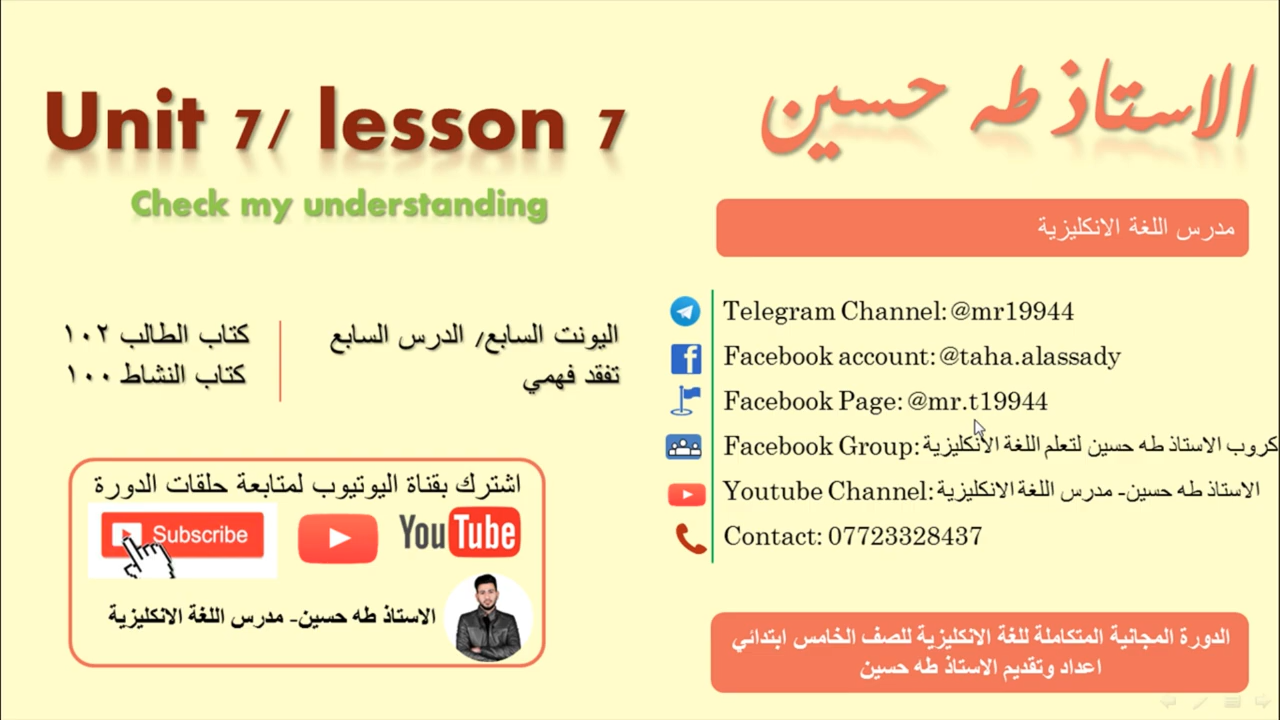 Unit 7/ lesson 7
Check my understanding
اليونت السابع/ الدرس السابع
تفقد فهمي
كتاب الطالب ١٠٢
كتاب النشاط ١٠٠
اشترك بقناة اليوتيوب لمتابعة حلقات الدورة
Subscribe
YouTube
الاستاذ طه حسين- مدرس اللغة الانكليزية
الاستاذ طه حسين
مدرس اللغة الانكليزية
Telegram Channel: @mr19944
Facebook account: @taha.alassady
Facebook Page: @mr.t19944
Facebook Group: كروب الاستاذ طه حسين لتعلم اللغة الانكليزية
Youtube Channel: الاستاذ طه حسين- مدرس اللغة الانكليزية
Contact: 07723328437
الدورة المجانية المتكاملة للغة الانكليزية للصف الخامس ابتدائي
اعداد وتقديم الاستاذ طه حسين